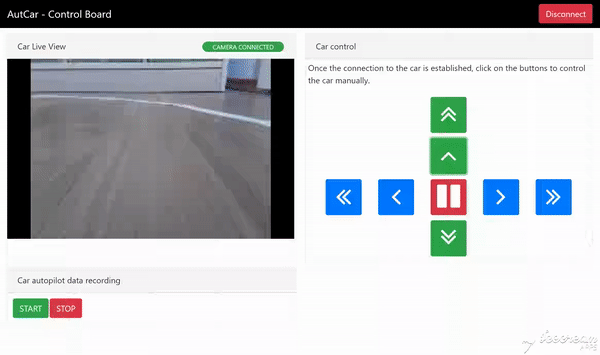 AutCar - Control Board
Disconnect
Car Live View
CAMERA CONNECTED
Car control
Once the connection to the car is established, click on the buttons to control
the car manually.
Car autopilot data recording
START
STOP
my